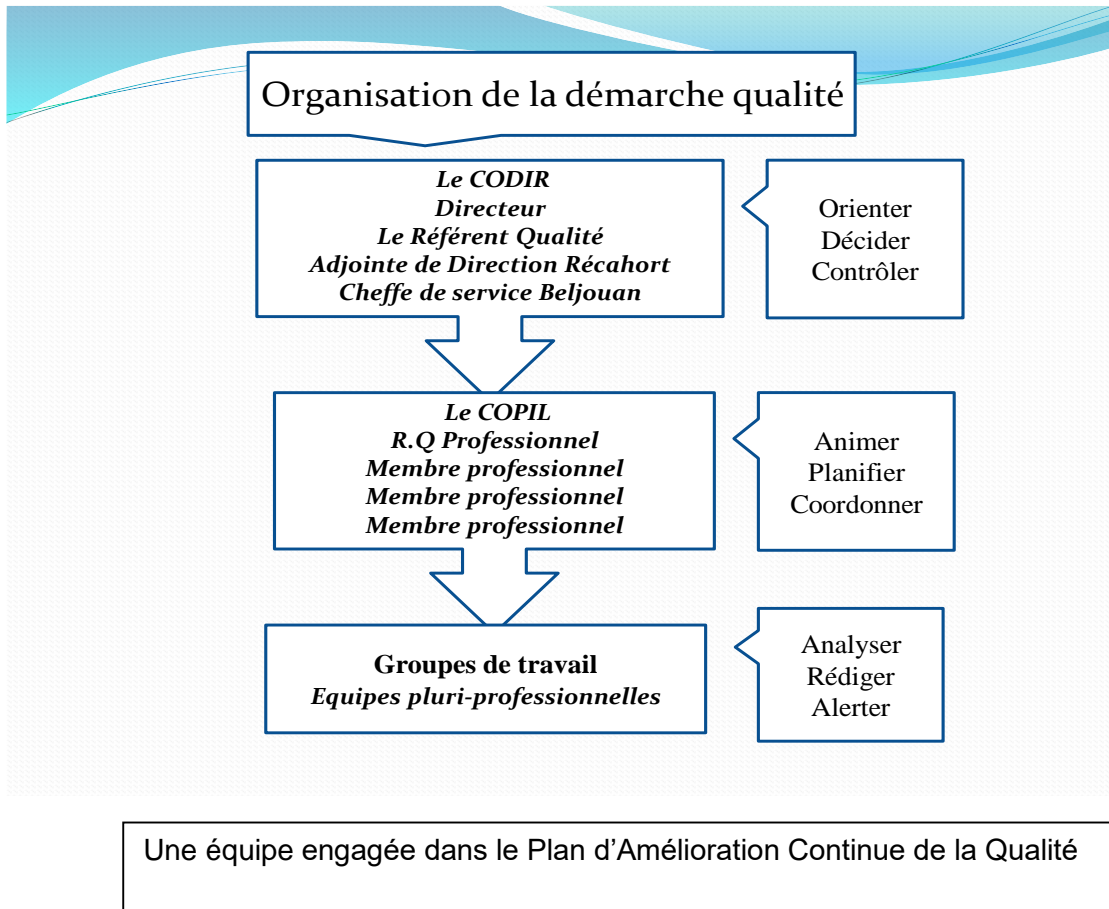 Organisation de la démarche qualité
Le CODIR
Directeur
Le Référent Qualité
Adjointe de Direction Récahort
Cheffe de service Beljouan
Orienter
Décider
Contrôler
Le COPIL
R.Q Professionnel
Membre professionnel
Membre professionnel
Membre professionnel
Animer
Planifier
Coordonner
Groupes de travail
Equipes pluri-professionnelles
Analyser
Rédiger
Alerter
Une équipe engagée dans le Plan d’Amélioration Continue de la Qualité